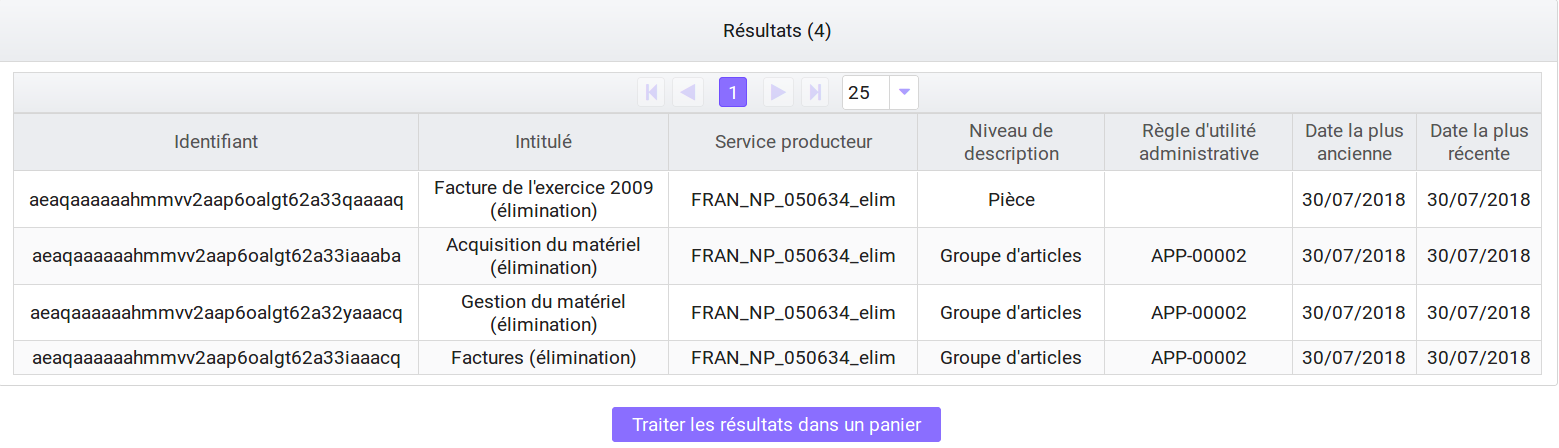 Résultats (4)
1 25
Identifiant Intitulé Service producteur Niveau de description Règle d'utilité administrative Date la plus ancienne Date la plus récente
aeaqaaaaaahmmvv2aap6oalgt62a33qaaaaq Facture de l'exercice 2009 (élimination) FRAN_NP_050634_elim Pièce 30/07/2018 30/07/2018
aeaqaaaaaahmmvv2aap6oalgt62a33iaaaba Acquisition du matériel (élimination) FRAN_NP_050634_elim Groupe d'articles APP-00002 30/07/2018 30/07/2018
aeaqaaaaaahmmvv2aap6oalgt62a32yaaacq Gestion du matériel (élimination) FRAN_NP_050634_elim Groupe d'articles APP-00002 30/07/2018 30/07/2018
aeaqaaaaaahmmvv2aap6oalgt62a33iaaacq Factures (élimination) FRAN_NP_050634_elim Groupe d'articles APP-00002 30/07/2018 30/07/2018
Traiter les résultats dans un panier